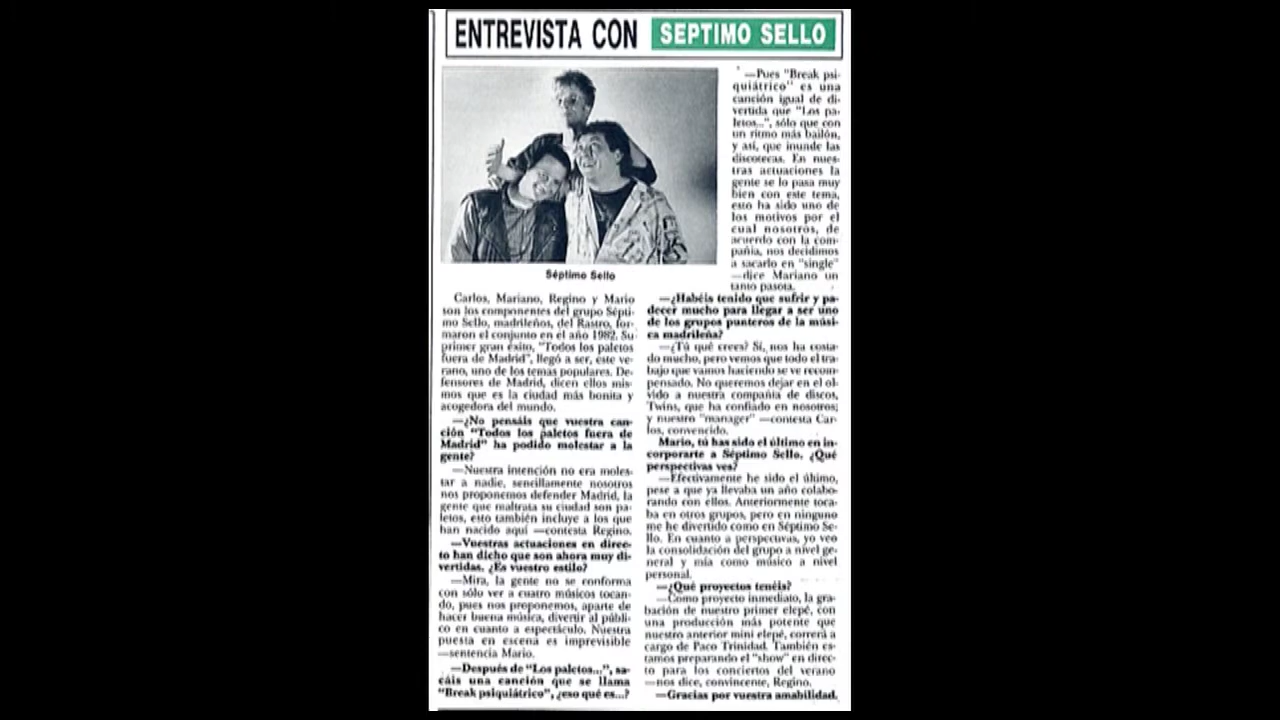 ENTREVISTA CON SEPTIMO SELLO
Séptimo Sello
Carlos, Mariano, Regino y Mario
son los componentes del grupo Sépti-
mo Sello, madrileños, del Rastro, for-
maron el conjunto en el año 1982. Su
primer gran éxito, "Todos los paletos
fuera de Madrid", llegó a ser, este ve-
rano, uno de los temas populares. De-
fensores de Madrid, dicen ellos mis-
mos que es la ciudad más bonita y
acogedora del mundo.
—¿No pensáis que vuestra can-
ción "Todos los paletos fuera de
Madrid" ha podido molestar a la
gente?
—Nuestra intención no era moles-
tar a nadie, sencillamente nosotros
nos proponemos defender Madrid, la
gente que maltrata su ciudad son pa-
letos, esto también incluye a los que
han nacido aquí —contesta Regino.
—Vuestras actuaciones en direc-
to han dicho que son ahora muy di-
vertidas. ¿Es vuestro estilo?
—Mira, la gente no se conforma
con sólo ver a cuatro músicos tocan-
do, pues nos proponemos, aparte de
hacer buena música, divertir al públi-
co en cuanto a espectáculo. Nuestra
puesta en escena es imprevisible
—sentencia Mario.
—Después de "Los paletos...", sa-
cáis una canción que se llama
"Break psiquiátrico", ¿eso qué es...?
—Pues "Break psi-
quiátrico" es una
canción igual de di-
vertida que "Los pa-
letos...", sólo que con
un ritmo más bailón,
y así, que inunde las
discotecas. En nues-
tras actuaciones la
gente se lo pasa muy
bien con este tema,
esto ha sido uno de
los motivos por el
cual nosotros, de
acuerdo con la com-
pañía, nos decidimos
a sacarlo en "single"
—dice Mariano un
tanto pasota.
—¿Habéis tenido que sufrir y pa-
decer mucho para llegar a ser uno
de los grupos punteros de la músi-
ca madrileña?
—¿Tú qué crees? Sí, nos ha costa-
do mucho, pero vemos que todo el tra-
bajo que vamos haciendo se ve recom-
pensado. No queremos dejar en el ol-
vido a nuestra compañía de discos,
Twins, que ha confiado en nosotros;
y nuestro "manager" —contesta Car-
los, convencido.
Mario, tú has sido el último en in-
corporarte a Séptimo Sello. ¿Qué
perspectivas ves?
—Efectivamente he sido el último,
pese a que ya llevaba un año colabo-
rando con ellos. Anteriormente toca-
ba en otros grupos, pero en ninguno
me he divertido como en Séptimo Se-
llo. En cuanto a perspectivas, yo veo
la consolidación del grupo a nivel ge-
neral y mía como músico a nivel
personal.
—¿Qué proyectos tenéis?
—Como proyecto inmediato, la gra-
bación de nuestro primer elepé, con
una producción más potente que
nuestro anterior mini elepé, correrá a
cargo de Paco Trinidad. También es-
tamos preparando el "show" en direc-
to para los conciertos del verano
—nos dice, convincente, Regino.
—Gracias por vuestra amabilidad.